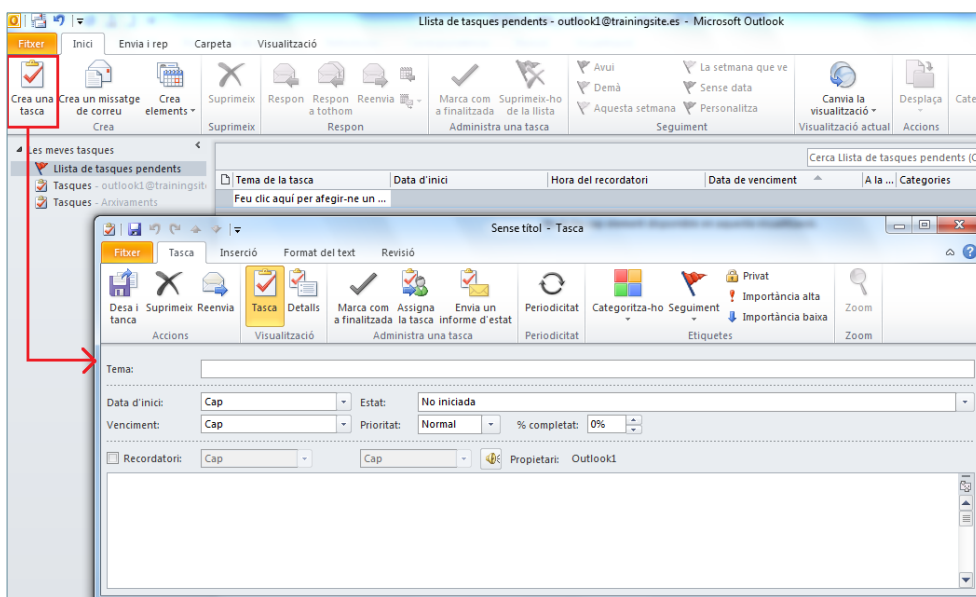 Llista de tasques pendents - outlook1@trainingsite.es - Microsoft Outlook
Fitxer Inici Envia i rep Carpeta Visualització
Crea una tasca
Crea un missatge de correu
Crea elements
Crea
Suprimeix
Suprimeix
Respon
Respon a tothom
Reenvia
Respon
Marca com a finalitzada
Suprimeix-ho de la llista
Administra una tasca
Avui
Demà
Aquesta setmana
La setmana que ve
Sense data
Personalitza
Seguiment
Canvia la visualització
Visualització actual
Desplaça
Accions
Les meves tasques
Llista de tasques pendents
Tasques - outlook1@trainingsit
Tasques - Arxivaments
Cerca Llista de tasques pendents (C
Tema de la tasca Data d'inici Hora del recordatori Data de venciment A la ... Categories
Feu clic aquí per afegir-ne un ...
Sense títol - Tasca
Fitxer Tasca Inserció Format del text Revisió
Desa i tanca
Suprimeix
Reenvia
Accions
Tasca
Detalls
Visualització
Marca com a finalitzada
Assigna la tasca
Envia un informe d'estat
Administra una tasca
Periodicitat
Periodicitat
Categoritza-ho
Seguiment
Privat
Importància alta
Importància baixa
Etiquetes
Zoom
Zoom
Tema:
Data d'inici: Cap Estat: No iniciada
Venciment: Cap Prioritat: Normal % completat: 0%
Recordatori: Cap Cap Propietari: Outlook1